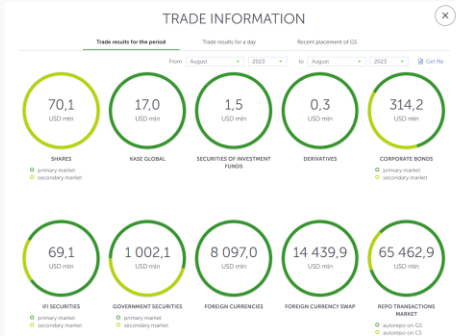 TRADE INFORMATION
Trade results for the period
Trade results for a day
Recent placement of GS
From August 2023 to August 2023 Get file
70,1
USD mln
SHARES
primary market
secondary market
17,0
USD mln
KASE GLOBAL
1,5
USD mln
SECURITIES OF INVESTMENT
FUNDS
0,3
USD mln
DERIVATIVES
314,2
USD mln
CORPORATE BONDS
primary market
secondary market
69,1
USD mln
IFI SECURITIES
primary market
secondary market
1 002,1
USD mln
GOVERNMENT SECURITIES
primary market
secondary market
8 097,0
USD mln
FOREIGN CURRENCIES
14 439,9
USD mln
FOREIGN CURRENCY SWAP
65 462,9
USD mln
REPO TRANSACTIONS
MARKET
autorepo on GS
autorepo on CS